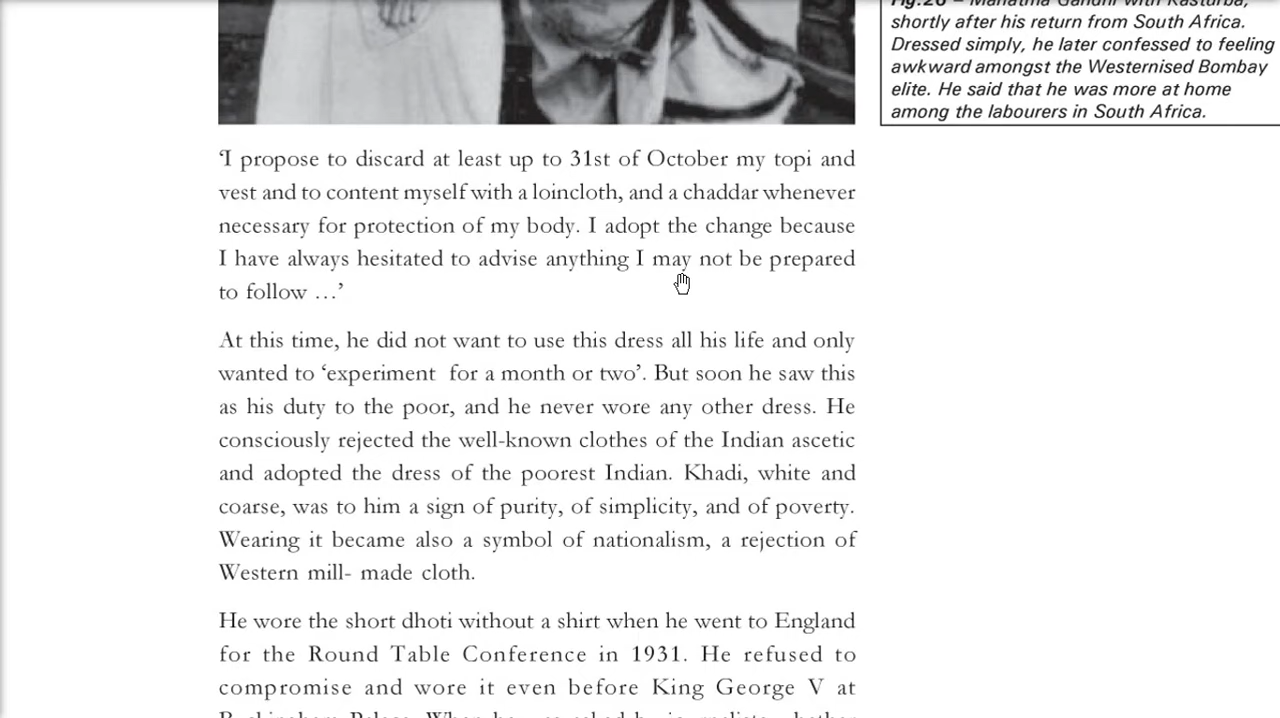 ‘I propose to discard at least up to 31st of October my topi and
vest and to content myself with a loincloth, and a chaddar whenever
necessary for protection of my body. I adopt the change because
I have always hesitated to advise anything I may not be prepared
to follow …’
At this time, he did not want to use this dress all his life and only
wanted to ‘experiment  for a month or two’. But soon he saw this
as his duty to the poor, and he never wore any other dress. He
consciously rejected the well-known clothes of the Indian ascetic
and adopted the dress of the poorest Indian. Khadi, white and
coarse, was to him a sign of purity, of simplicity, and of poverty.
Wearing it became also a symbol of nationalism, a rejection of
Western mill- made cloth.
He wore the short dhoti without a shirt when he went to England
for the Round Table Conference in 1931. He refused to
compromise and wore it even before King George V at
Fig.26 – Mahatma Gandhi with Kasturba,
shortly after his return from South Africa.
Dressed simply, he later confessed to feeling
awkward amongst the Westernised Bombay
elite. He said that he was more at home
among the labourers in South Africa.